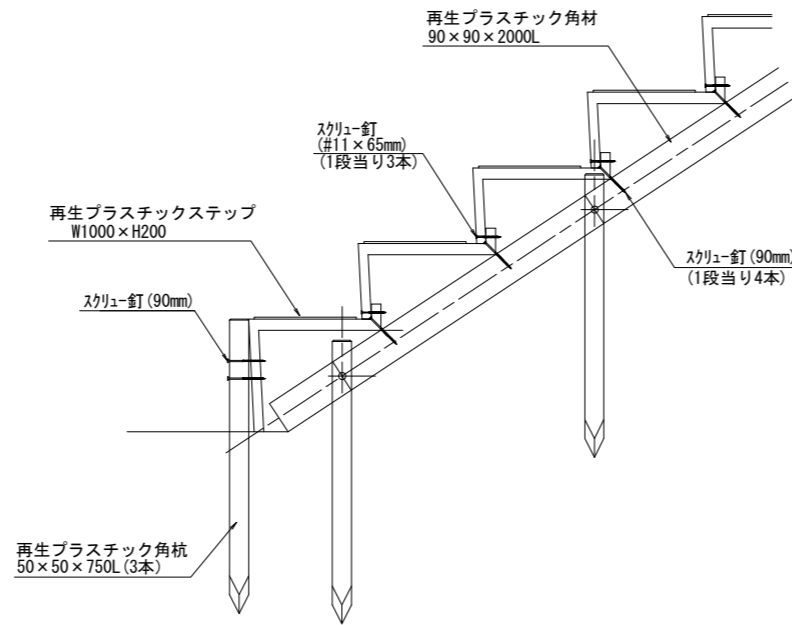 再生プラスチック角材
90×90×2000L
ｽｸﾘｭｰ釘
(#11×65mm)
(1段当り3本)
再生プラスチックステップ
W1000×H200
ｽｸﾘｭｰ釘(90mm)
(1段当り4本)
ｽｸﾘｭｰ釘(90mm)
再生プラスチック角杭
50×50×750L(3本)